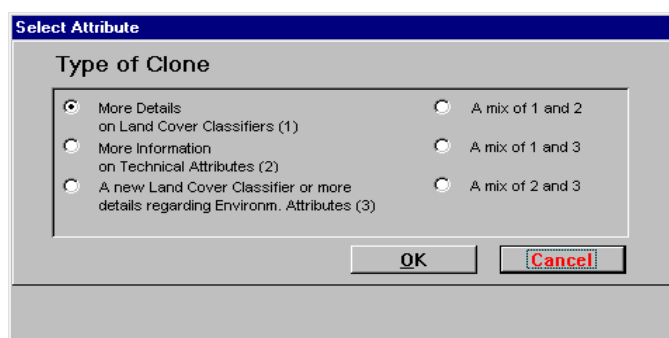 Select Attribute
Type of Clone
More Details
on Land Cover Classifiers (1)
More Information
on Technical Attributes (2)
A new Land Cover Classifier or more
details regarding Environm. Attributes (3)
A mix of 1 and 2
A mix of 1 and 3
A mix of 2 and 3
OK
Cancel